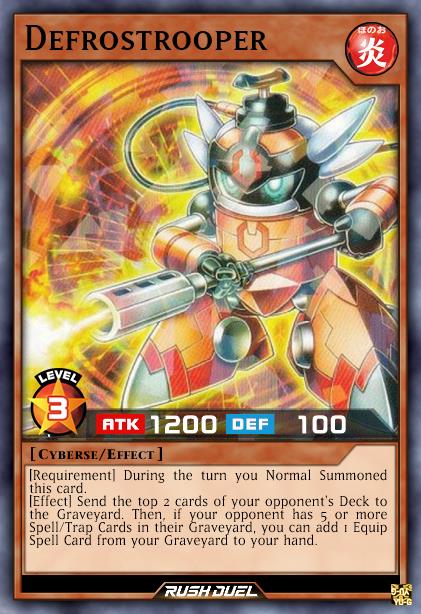 Defrostrooper
ほのお
炎
LEVEL
3
ATK 1200 DEF 100
[Cyberse/Effect]
[Requirement] During the turn you Normal Summoned
this card.
[Effect] Send the top 2 cards of your opponent's Deck to
the Graveyard. Then, if your opponent has 5 or more
Spell/Trap Cards in their Graveyard, you can add 1 Equip
Spell Card from your Graveyard to your hand.
RUSH DUEL